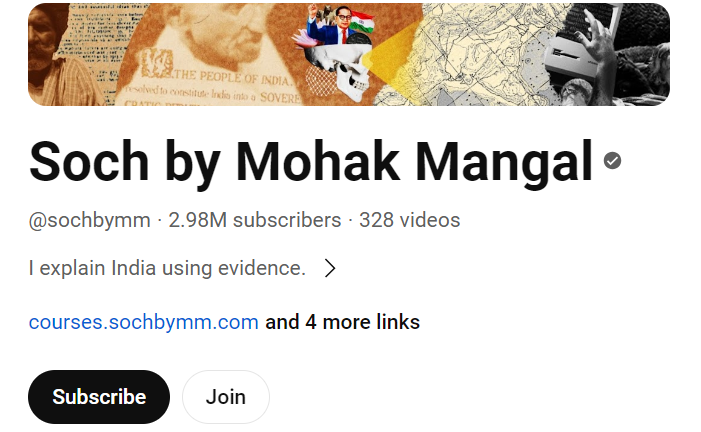 THE PEOPLE OF INDIA,
resolved to constitute India into a SOVERE
Soch by Mohak Mangal
@sochbymm · 2.98M subscribers · 328 videos
I explain India using evidence.
courses.sochbymm.com and 4 more links
Subscribe
Join